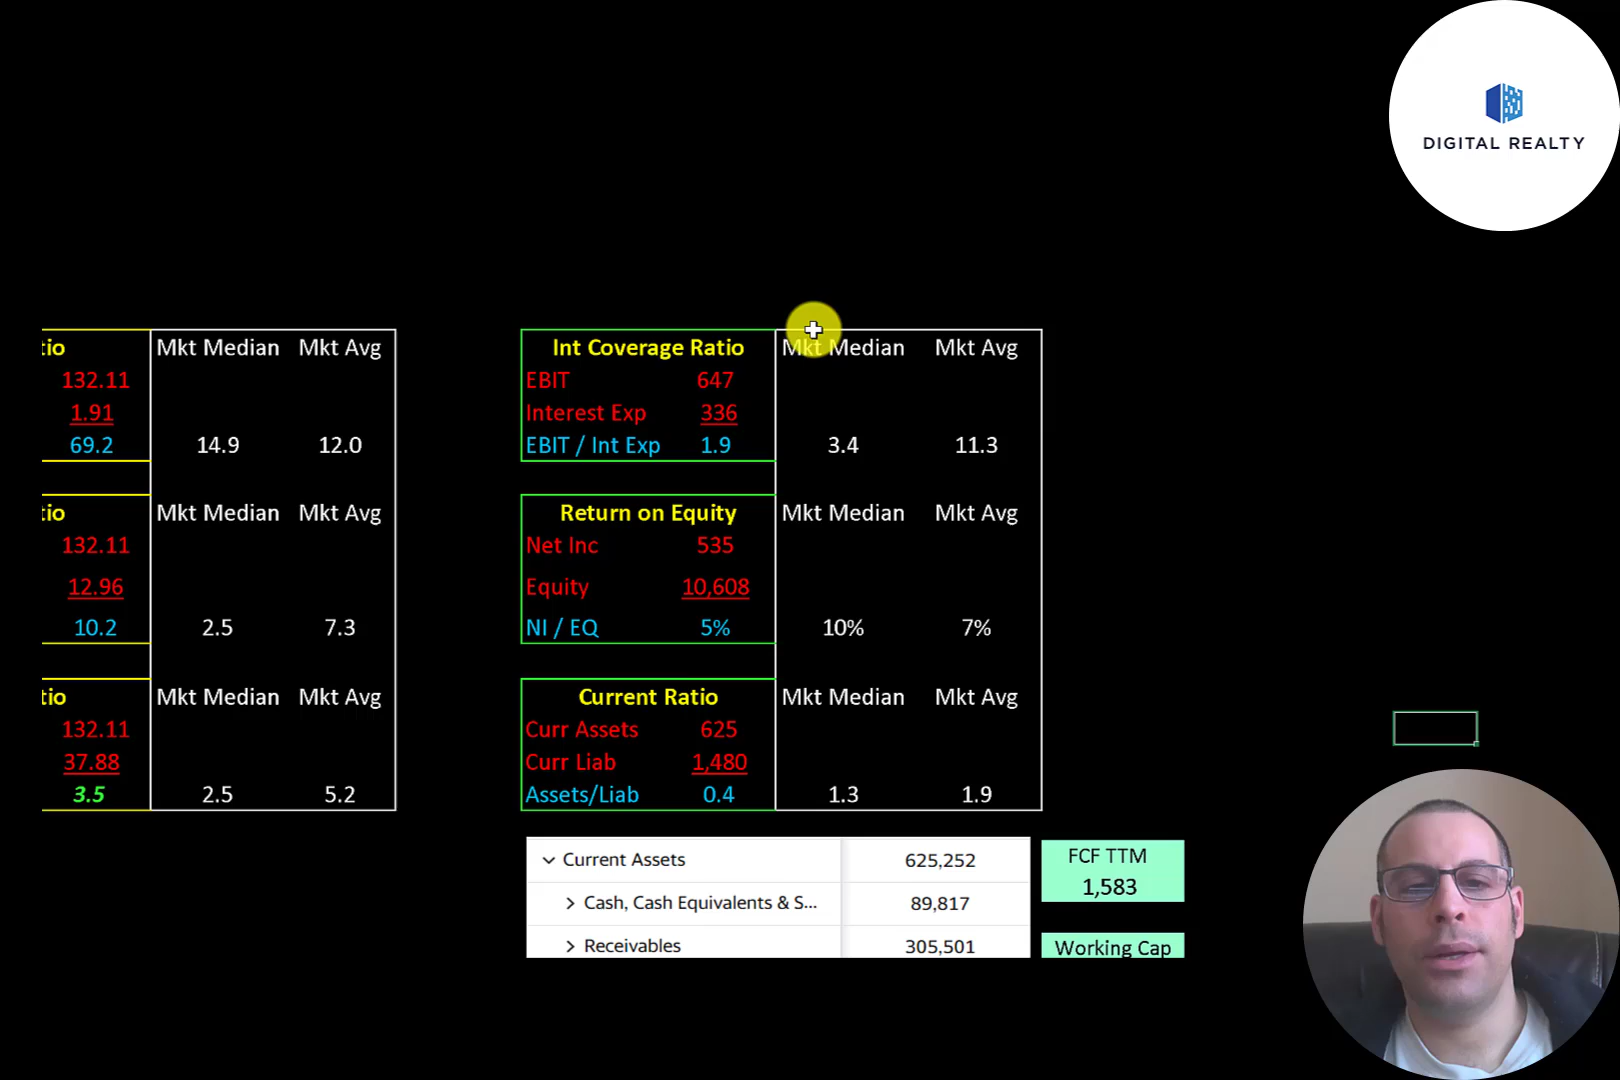 DIGITAL REALTY
tio Mkt Median Mkt Avg
132.11
1.91
69.2 14.9 12.0
tio Mkt Median Mkt Avg
132.11
12.96
10.2 2.5 7.3
tio Mkt Median Mkt Avg
132.11
37.88
3.5 2.5 5.2
Int Coverage Ratio Mkt Median Mkt Avg
EBIT 647
Interest Exp 336
EBIT / Int Exp 1.9 3.4 11.3
Return on Equity Mkt Median Mkt Avg
Net Inc 535
Equity 10,608
NI / EQ 5% 10% 7%
Current Ratio Mkt Median Mkt Avg
Curr Assets 625
Curr Liab 1,480
Assets/Liab 0.4 1.3 1.9
Current Assets 625,252
Cash, Cash Equivalents & S... 89,817
Receivables 305,501
FCF TTM
1,583
Working Cap